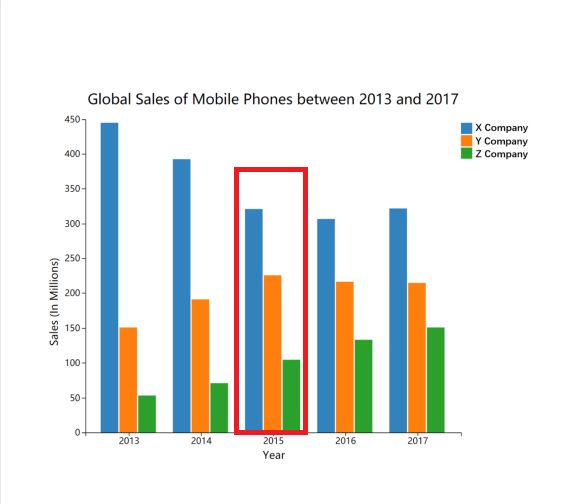 Global Sales of Mobile Phones between 2013 and 2017
X Company
Y Company
Z Company
450
400
350
300
250
200
150
100
50
0
Sales (In Millions)
2013 2014 2015 2016 2017
Year